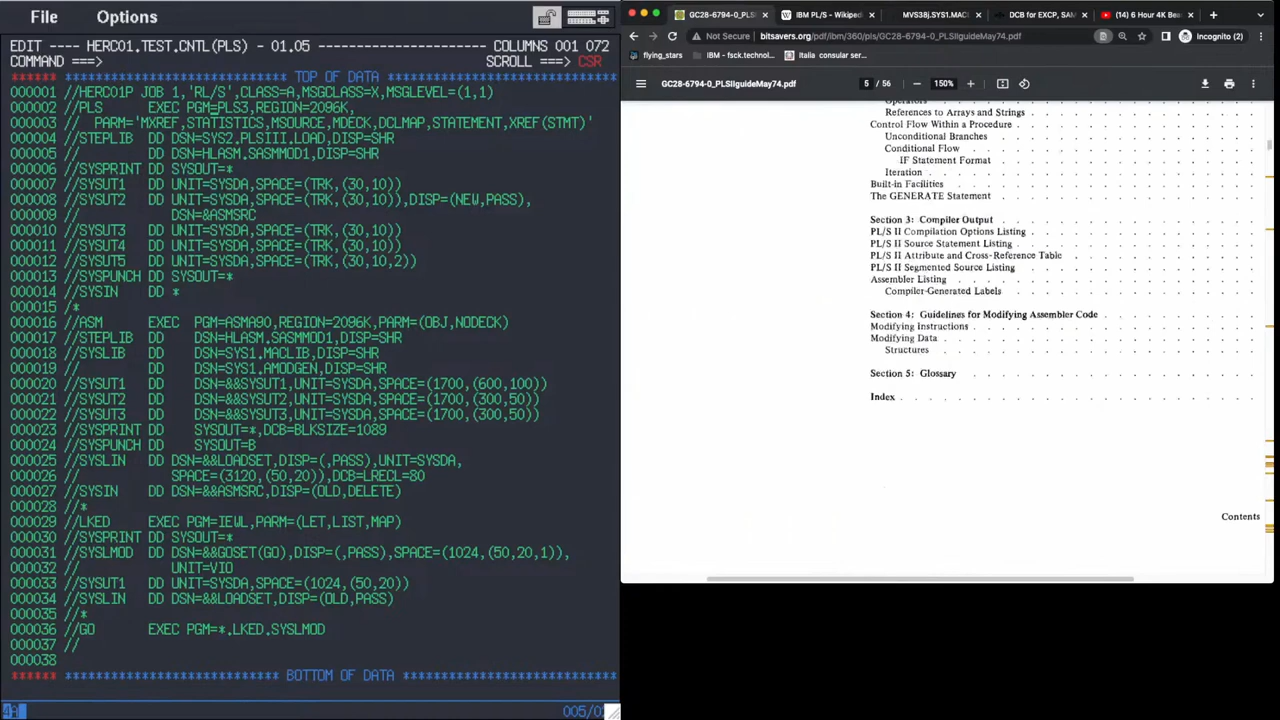 File Options
EDIT ---- HERC01.TEST.CNTL(PLS) - 01.05 --------------------- COLUMNS 001 072
COMMAND ===> SCROLL ===> CSR
****** **************************** TOP OF DATA ****************************
000001 //HERC01P JOB 1,'RL/S',CLASS=A,MSGCLASS=X,MSGLEVEL=(1,1)
000002 //PLS EXEC PGM=PLS3,REGION=2096K,
000003 // PARM='MXREF,STATISTICS,MSOURCE,MDECK,DCLMAP,STATEMENT,XREF(STMT)'
000004 //STEPLIB DD DSN=SYS2.PLSIII.LOAD,DISP=SHR
000005 // DD DSN=HLASM.SASMMOD1,DISP=SHR
000006 //SYSPRINT DD SYSOUT=*
000007 //SYSUT1 DD UNIT=SYSDA,SPACE=(TRK,(30,10))
000008 //SYSUT2 DD UNIT=SYSDA,SPACE=(TRK,(30,10)),DISP=(NEW,PASS),
000009 // DSN=&ASMSRC
000010 //SYSUT3 DD UNIT=SYSDA,SPACE=(TRK,(30,10))
000011 //SYSUT4 DD UNIT=SYSDA,SPACE=(TRK,(30,10))
000012 //SYSUT5 DD UNIT=SYSDA,SPACE=(TRK,(30,10,2))
000013 //SYSPUNCH DD SYSOUT=*
000014 //SYSIN DD *
000015 /*
000016 //ASM EXEC PGM=ASMA90,REGION=2096K,PARM=(OBJ,NODECK)
000017 //STEPLIB DD DSN=HLASM.SASMMOD1,DISP=SHR
000018 //SYSLIB DD DSN=SYS1.MACLIB,DISP=SHR
000019 // DD DSN=SYS1.AMODGEN,DISP=SHR
000020 //SYSUT1 DD DSN=&&SYSUT1,UNIT=SYSDA,SPACE=(1700,(600,100))
000021 //SYSUT2 DD DSN=&&SYSUT2,UNIT=SYSDA,SPACE=(1700,(300,50))
000022 //SYSUT3 DD DSN=&&SYSUT3,UNIT=SYSDA,SPACE=(1700,(300,50))
000023 //SYSPRINT DD SYSOUT=*,DCB=BLKSIZE=1089
000024 //SYSPUNCH DD SYSOUT=B
000025 //SYSLIN DD DSN=&&LOADSET,DISP=(,PASS),UNIT=SYSDA,
000026 // SPACE=(3120,(50,20)),DCB=LRECL=80
000027 //SYSIN DD DSN=&&ASMSRC,DISP=(OLD,DELETE)
000028 //*
000029 //LKED EXEC PGM=IEWL,PARM=(LET,LIST,MAP)
000030 //SYSPRINT DD SYSOUT=*
000031 //SYSLMOD DD DSN=&&GOSET(GO),DISP=(,PASS),SPACE=(1024,(50,20,1)),
000032 // UNIT=VIO
000033 //SYSUT1 DD UNIT=SYSDA,SPACE=(1024,(50,20))
000034 //SYSLIN DD DSN=&&LOADSET,DISP=(OLD,PASS)
000035 //*
000036 //GO EXEC PGM=*.LKED.SYSLMOD
000037 //
000038
****** *************************** BOTTOM OF DATA ***************************
4A 005/0
GC28-6794-0_PLSIIguideMay74.pdf
IBM PL/S - Wikiped
MVS38j.SYS1.MAC
DCB for EXCP, SAM
(14) 6 Hour 4K Bea
Not Secure bitsavers.org/pdf/ibm/360/pls/GC28-6794-0_PLSIIguideMay74.pdf
Incognito (2)
flying_stars IBM - fsck.technol... Italia consular ser...
GC28-6794-0_PLSIIguideMay74.pdf 5 / 56 150%
Operators
References to Arrays and Strings
Control Flow Within a Procedure
Unconditional Branches
Conditional Flow
IF Statement Format
Iteration
Built-in Facilities
The GENERATE Statement
Section 3: Compiler Output
PL/S II Compilation Options Listing
PL/S II Source Statement Listing
PL/S II Attribute and Cross-Reference Table
PL/S II Segmented Source Listing
Assembler Listing
Compiler-Generated Labels
Section 4: Guidelines for Modifying Assembler Code
Modifying Instructions
Modifying Data
Structures
Section 5: Glossary
Index
Contents